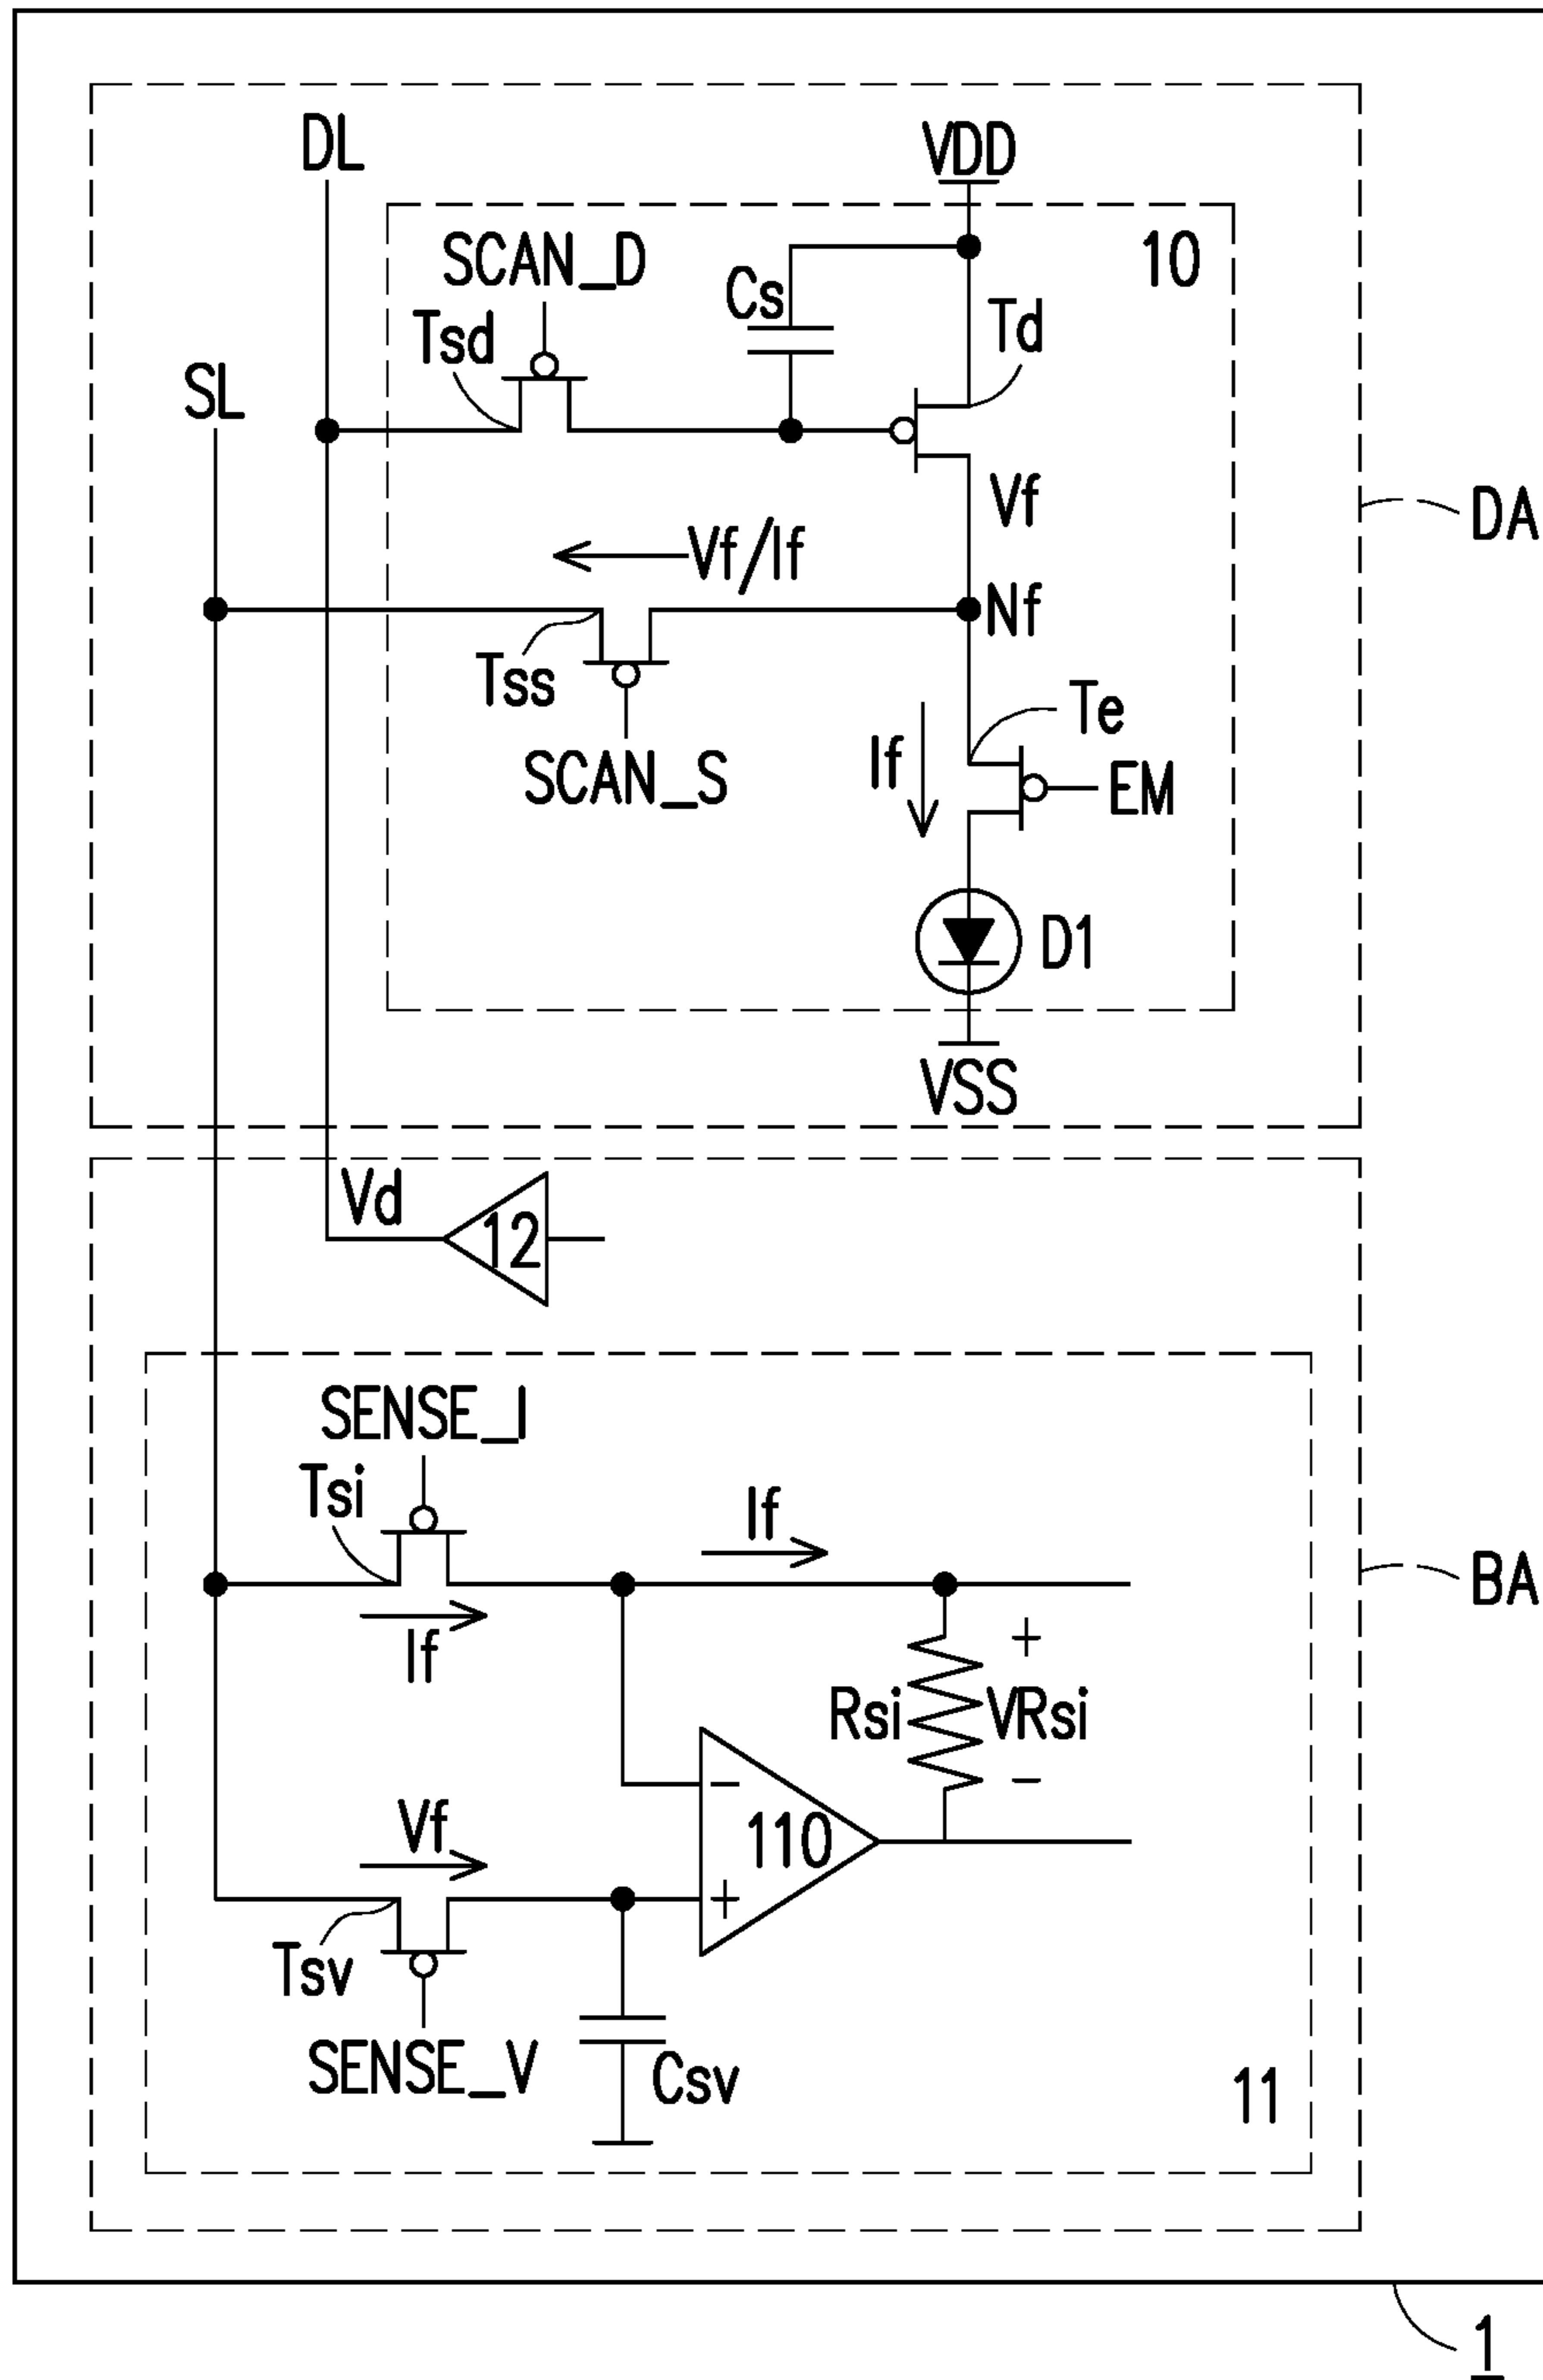 DL
VDD
SCAN_D
10
Cs
Tsd
Td
SL
Vf
DA
Vf/If
Nf
Tss
Te
If
SCAN_S
EM
D1
VSS
Vd
12
SENSE_I
Tsi
If
BA
If
+
Rsi
VRsi
-
-
Vf
110
+
Tsv
SENSE_V
Csv
11
1